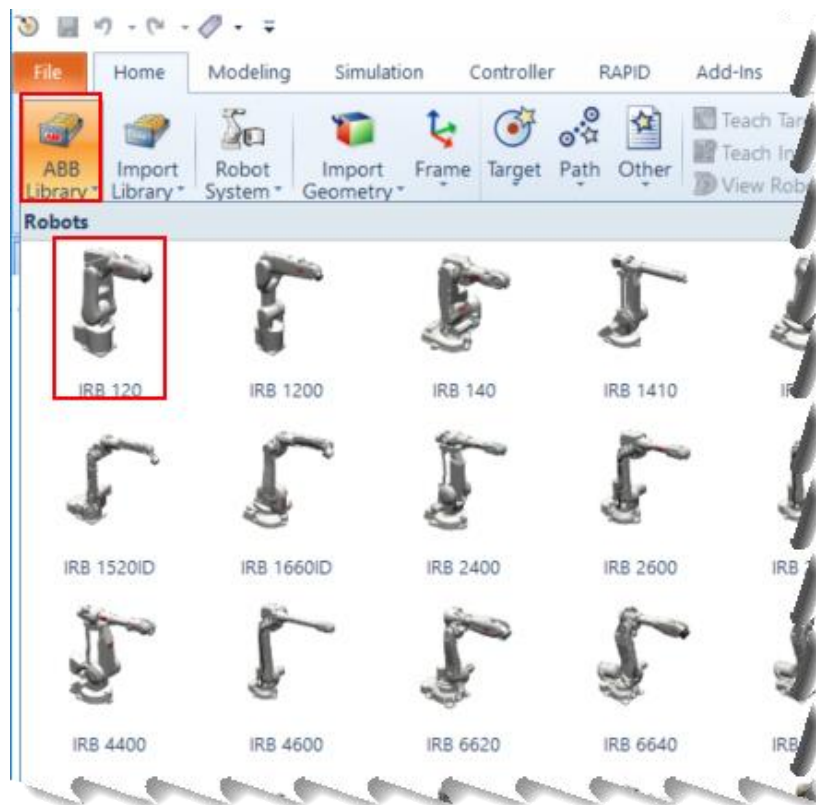 File Home Modeling Simulation Controller RAPID Add-Ins
ABB Library
Import Library
Robot System
Import Geometry
Frame
Target
Path
Other
Teach
Teach
View
Robots
IRB 120 IRB 1200 IRB 140 IRB 1410
IRB 1520ID IRB 1660ID IRB 2400 IRB 2600 IRB
IRB 4400 IRB 4600 IRB 6620 IRB 6640 IRB